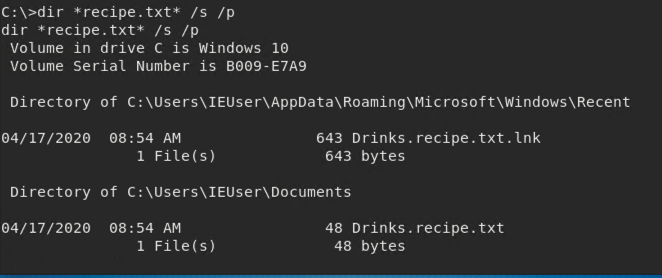 C:\>dir *recipe.txt* /s /p
dir *recipe.txt* /s /p
Volume in drive C is Windows 10
Volume Serial Number is B009-E7A9
Directory of C:\Users\IEUser\AppData\Roaming\Microsoft\Windows\Recent
04/17/2020  08:54 AM               643 Drinks.recipe.txt.lnk
1 File(s)            643 bytes
Directory of C:\Users\IEUser\Documents
04/17/2020  08:54 AM                48 Drinks.recipe.txt
1 File(s)             48 bytes